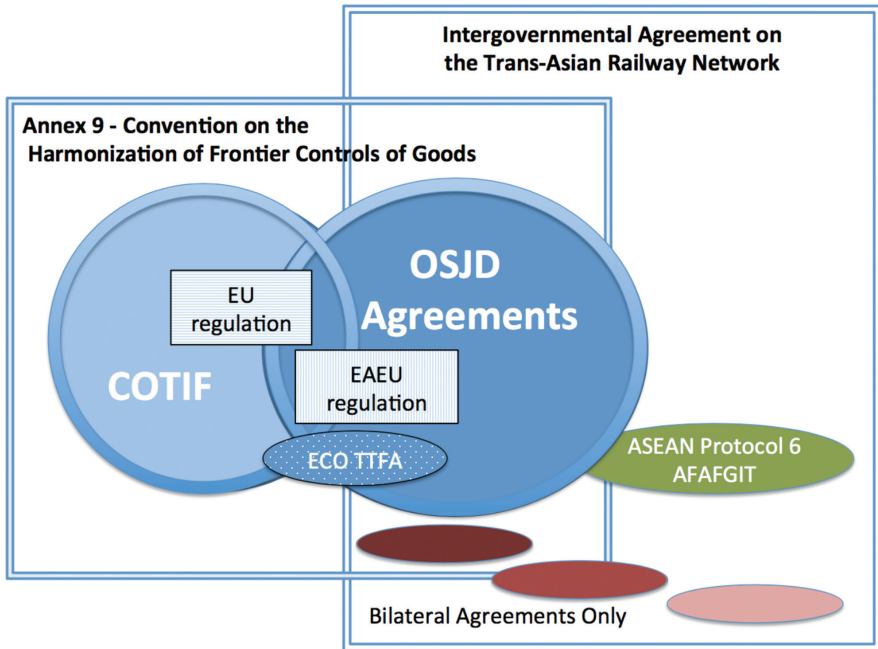 Intergovernmental Agreement on
the Trans-Asian Railway Network
Annex 9 - Convention on the
Harmonization of Frontier Controls of Goods
OSJD
Agreements
EU
regulation
COTIF
EAEU
regulation
ECO TTFA
ASEAN Protocol 6
AFAFGIT
Bilateral Agreements Only